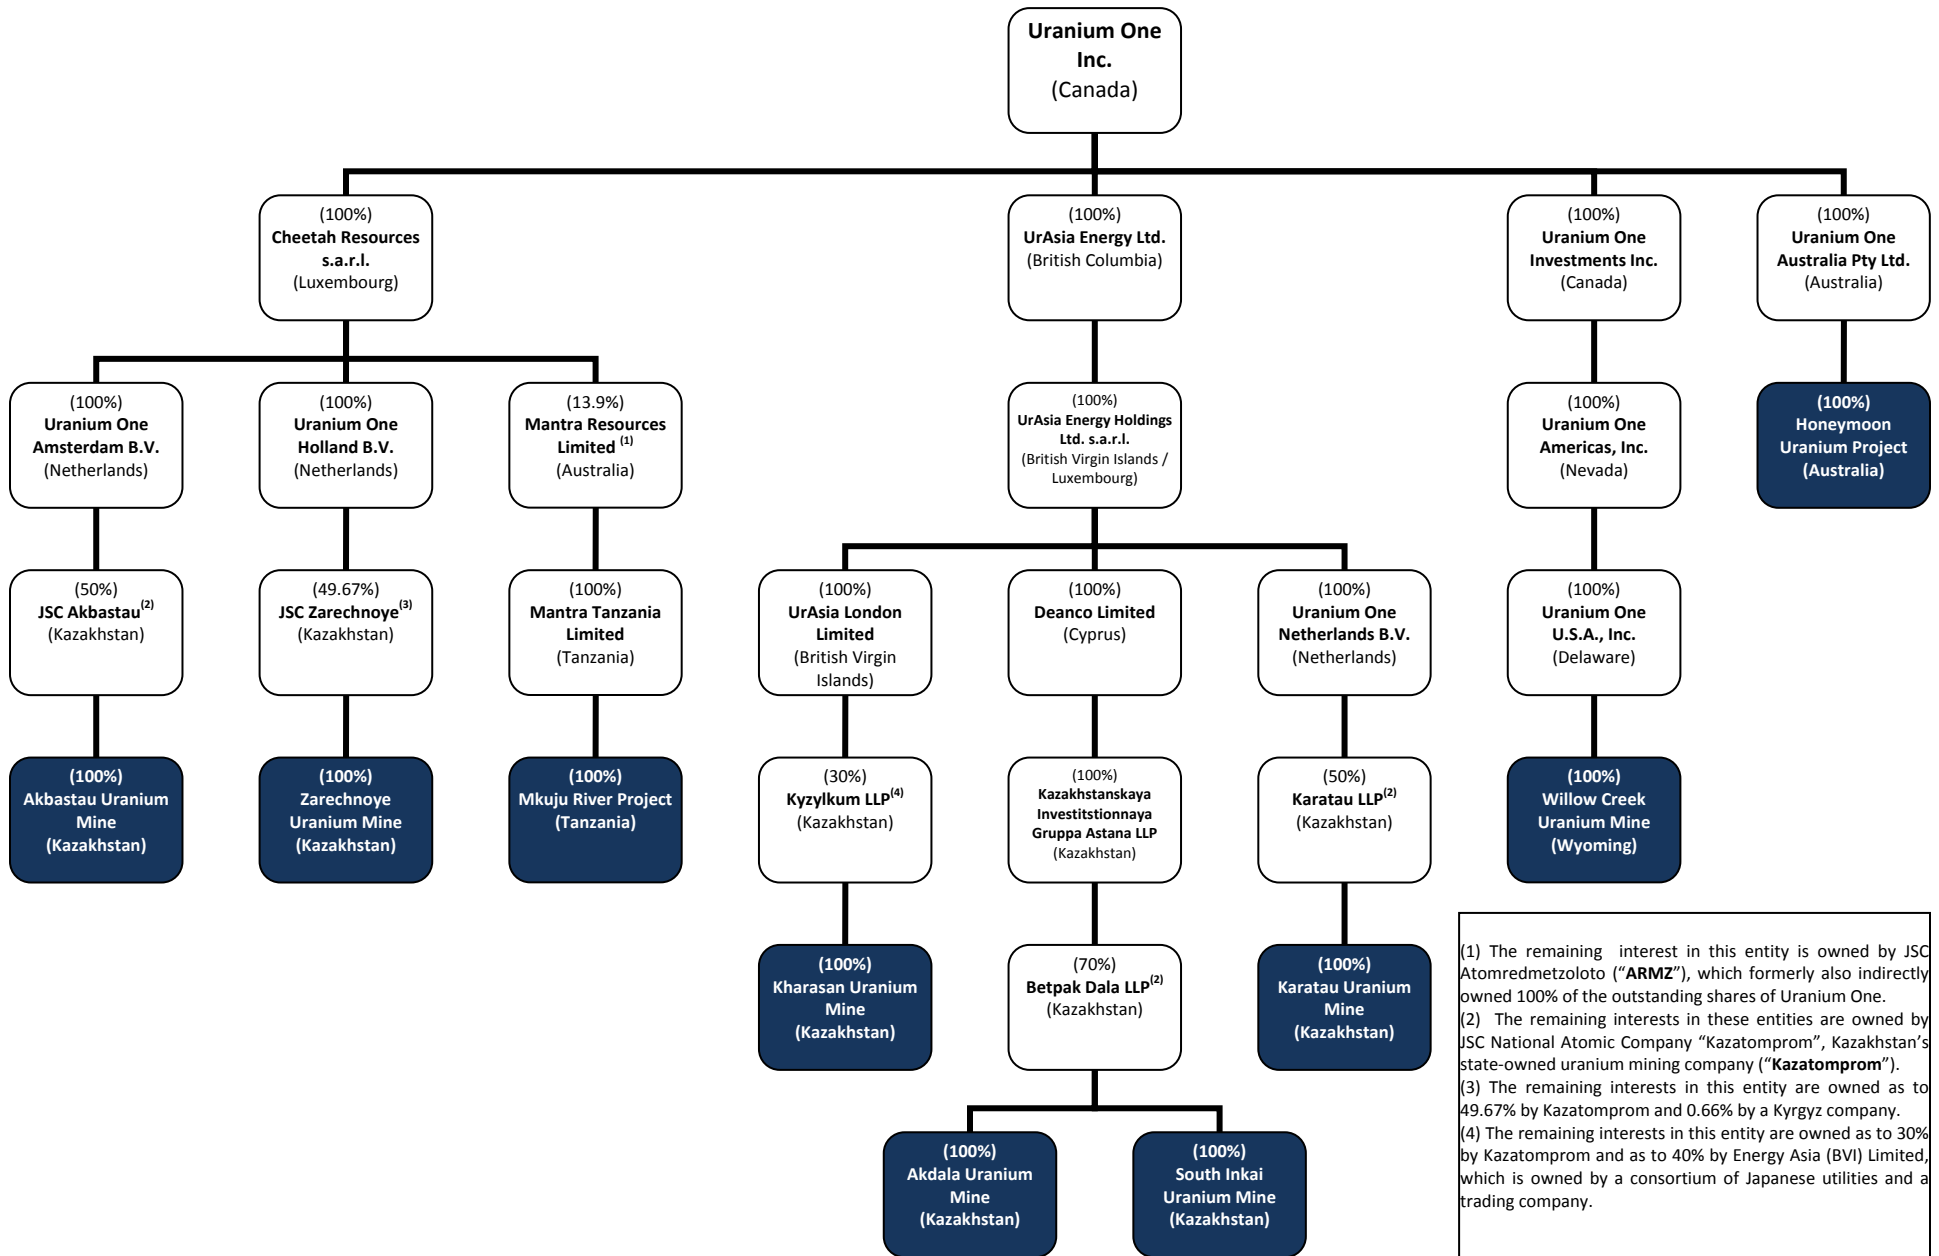 Uranium One
Inc.
(Canada)
(100%)
Cheetah Resources
s.a.r.l.
(Luxembourg)
(100%)
UrAsia Energy Ltd.
(British Columbia)
(100%)
Uranium One
Investments Inc.
(Canada)
(100%)
Uranium One
Australia Pty Ltd.
(Australia)
(100%)
Uranium One
Amsterdam B.V.
(Netherlands)
(100%)
Uranium One
Holland B.V.
(Netherlands)
(13.9%)
Mantra Resources
Limited (1)
(Australia)
(100%)
UrAsia Energy Holdings
Ltd. s.a.r.l.
(British Virgin Islands /
Luxembourg)
(100%)
Uranium One
Americas, Inc.
(Nevada)
(100%)
Honeymoon
Uranium Project
(Australia)
(50%)
JSC Akbastau(2)
(Kazakhstan)
(49.67%)
JSC Zarechnoye(3)
(Kazakhstan)
(100%)
Mantra Tanzania
Limited
(Tanzania)
(100%)
UrAsia London
Limited
(British Virgin
Islands)
(100%)
Deanco Limited
(Cyprus)
(100%)
Uranium One
Netherlands B.V.
(Netherlands)
(100%)
Uranium One
U.S.A., Inc.
(Delaware)
(100%)
Akbastau Uranium
Mine
(Kazakhstan)
(100%)
Zarechnoye
Uranium Mine
(Kazakhstan)
(100%)
Mkuju River Project
(Tanzania)
(30%)
Kyzylkum LLP(4)
(Kazakhstan)
(100%)
Kazakhstanskaya
Investitstionnaya
Gruppa Astana LLP
(Kazakhstan)
(50%)
Karatau LLP(2)
(Kazakhstan)
(100%)
Willow Creek
Uranium Mine
(Wyoming)
(100%)
Kharasan Uranium
Mine
(Kazakhstan)
(70%)
Betpak Dala LLP(2)
(Kazakhstan)
(100%)
Karatau Uranium
Mine
(Kazakhstan)
(100%)
Akdala Uranium
Mine
(Kazakhstan)
(100%)
South Inkai
Uranium Mine
(Kazakhstan)
(1) The remaining interest in this entity is owned by JSC
Atomredmetzoloto (“ARMZ”), which formerly also indirectly
owned 100% of the outstanding shares of Uranium One.
(2) The remaining interests in these entities are owned by
JSC National Atomic Company “Kazatomprom”, Kazakhstan’s
state-owned uranium mining company (“Kazatomprom”).
(3) The remaining interests in this entity are owned as to
49.67% by Kazatomprom and 0.66% by a Kyrgyz company.
(4) The remaining interests in this entity are owned as to 30%
by Kazatomprom and as to 40% by Energy Asia (BVI) Limited,
which is owned by a consortium of Japanese utilities and a
trading company.